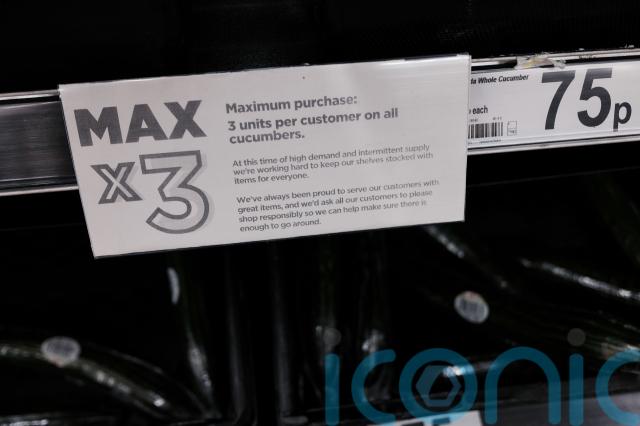 MAX
x3
Maximum purchase:
3 units per customer on all
cucumbers.
At this time of high demand and intermittent supply
we're working hard to keep our shelves stocked with
items for everyone.
We've always been proud to serve our customers with
great items, and we'd ask all our customers to please
shop responsibly so we can help make sure there is
enough to go around.
da Whole Cucumber
each
75p
iconic